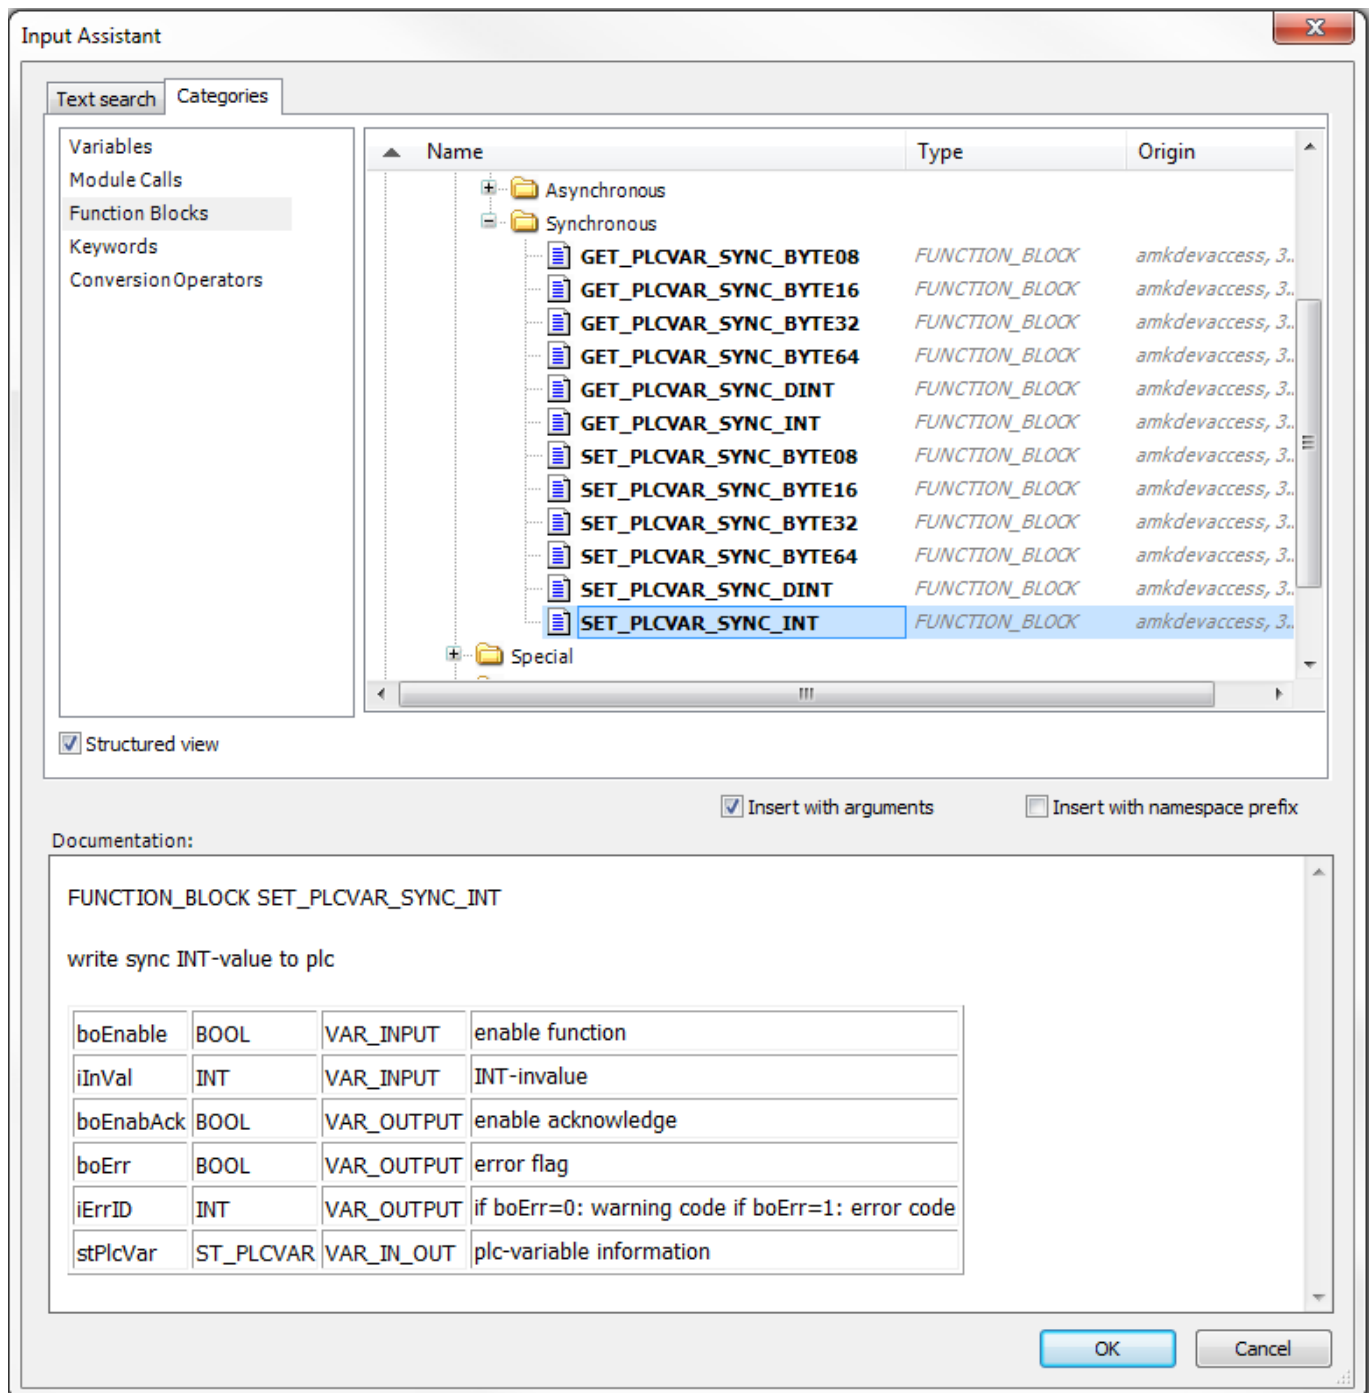 Input Assistant
Text search Categories
Variables
Module Calls
Function Blocks
Keywords
Conversion Operators
Name Type Origin
Asynchronous
Synchronous
GET_PLCVAR_SYNC_BYTE08 FUNCTION_BLOCK amkdevaccess, 3..
GET_PLCVAR_SYNC_BYTE16 FUNCTION_BLOCK amkdevaccess, 3..
GET_PLCVAR_SYNC_BYTE32 FUNCTION_BLOCK amkdevaccess, 3..
GET_PLCVAR_SYNC_BYTE64 FUNCTION_BLOCK amkdevaccess, 3..
GET_PLCVAR_SYNC_DINT FUNCTION_BLOCK amkdevaccess, 3..
GET_PLCVAR_SYNC_INT FUNCTION_BLOCK amkdevaccess, 3..
SET_PLCVAR_SYNC_BYTE08 FUNCTION_BLOCK amkdevaccess, 3..
SET_PLCVAR_SYNC_BYTE16 FUNCTION_BLOCK amkdevaccess, 3..
SET_PLCVAR_SYNC_BYTE32 FUNCTION_BLOCK amkdevaccess, 3..
SET_PLCVAR_SYNC_BYTE64 FUNCTION_BLOCK amkdevaccess, 3..
SET_PLCVAR_SYNC_DINT FUNCTION_BLOCK amkdevaccess, 3..
SET_PLCVAR_SYNC_INT FUNCTION_BLOCK amkdevaccess, 3..
Special
Structured view
Insert with arguments Insert with namespace prefix
Documentation:
FUNCTION_BLOCK SET_PLCVAR_SYNC_INT
write sync INT-value to plc
boEnable BOOL VAR_INPUT enable function
iInVal INT VAR_INPUT INT-invalue
boEnabAck BOOL VAR_OUTPUT enable acknowledge
boErr BOOL VAR_OUTPUT error flag
iErrID INT VAR_OUTPUT if boErr=0: warning code if boErr=1: error code
stPlcVar ST_PLCVAR VAR_IN_OUT plc-variable information
OK Cancel